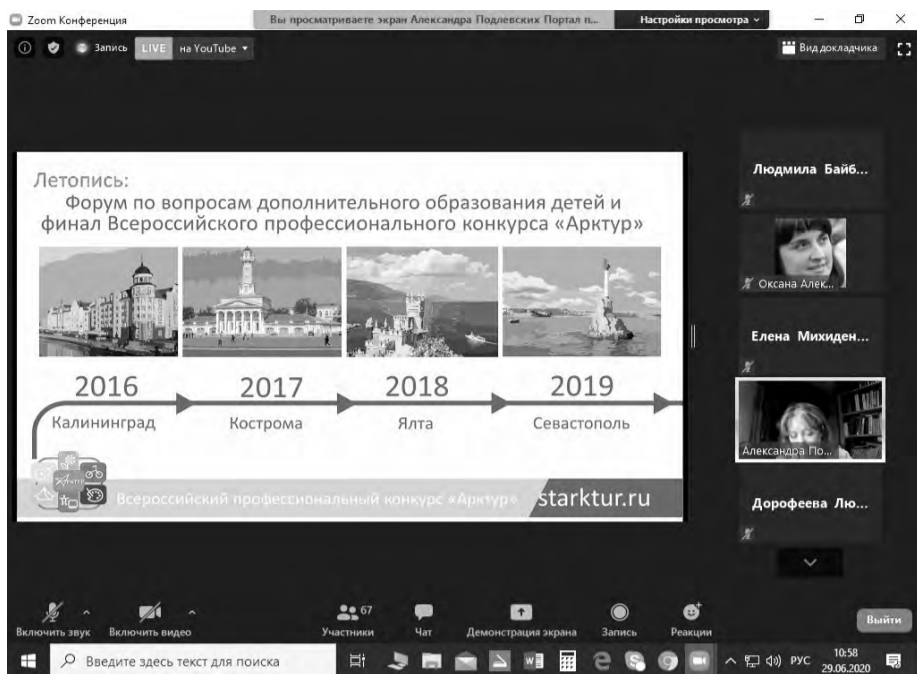 Zoom Конференция
Вы просматриваете экран Александра Подлевских Портал п...
Настройки просмотра
Запись
LIVE на YouTube
Вид докладчика
Летопись:
Форум по вопросам дополнительного образования детей и
финал Всероссийского профессионального конкурса «Арктур»
2016 2017 2018 2019
Калининград Кострома Ялта Севастополь
Всероссийский профессиональный конкурс «Арктур» starktur.ru
Людмила Байб...
Оксана Алек...
Елена Михиден...
Александра По...
Дорофеева Лю...
67
Включить звук Включить видео Участники Чат Демонстрация экрана Запись Реакции Выйти
Введите здесь текст для поиска
РУС
10:58
29.06.2020